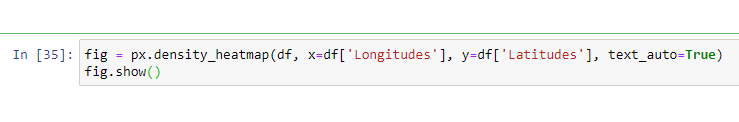 In [35]: fig = px.density_heatmap(df, x=df['Longitudes'], y=df['Latitudes'], text_auto=True)
fig.show()